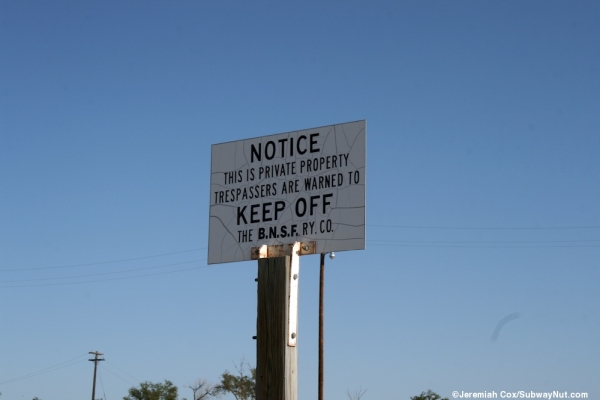 NOTICE
THIS IS PRIVATE PROPERTY
TRESPASSERS ARE WARNED TO
KEEP OFF
THE B.N.S.F. RY. CO.
©Jeremiah Cox/SubwayNut.com